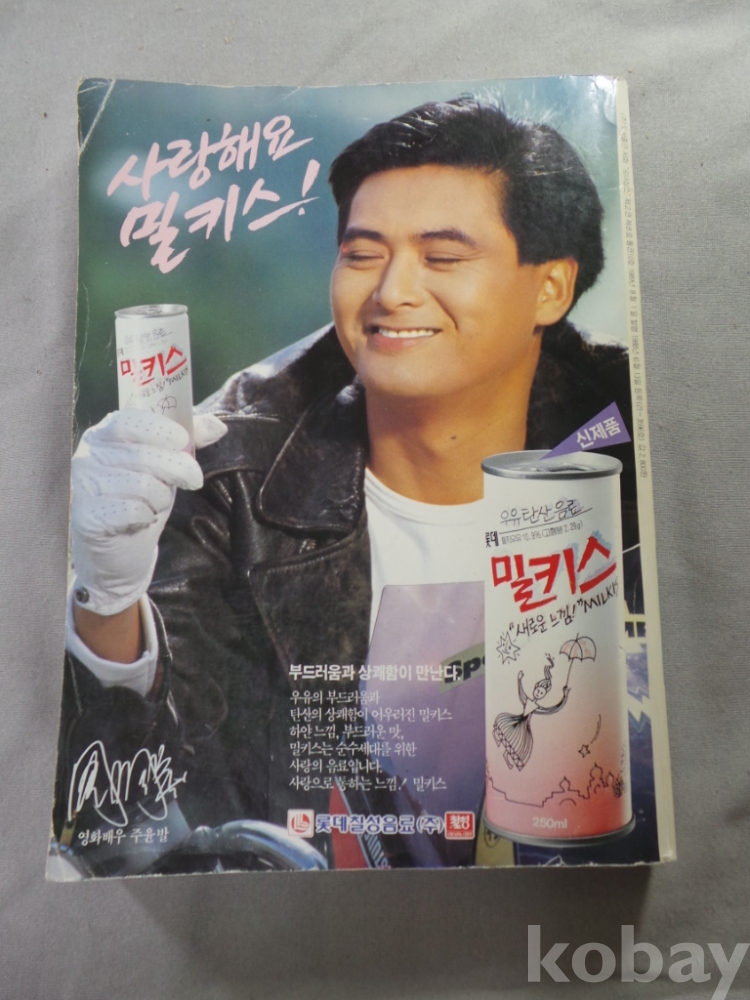 사랑해요
밀키스!
밀키스
신제품
우유탄산음료
롯데
밀키스
"새로운 느낌!" MILKIS
부드러움과 상쾌함이 만난다.
우유의 부드러움과
탄산의 상쾌함이 어우러진 밀키스
하얀 느낌, 부드러운 맛,
밀키스는 순수세대를 위한
사랑의 음료입니다.
사랑으로 통하는 느낌! 밀키스
영화배우 주윤발
롯데칠성음료(주)
칠성
250ml
kobay